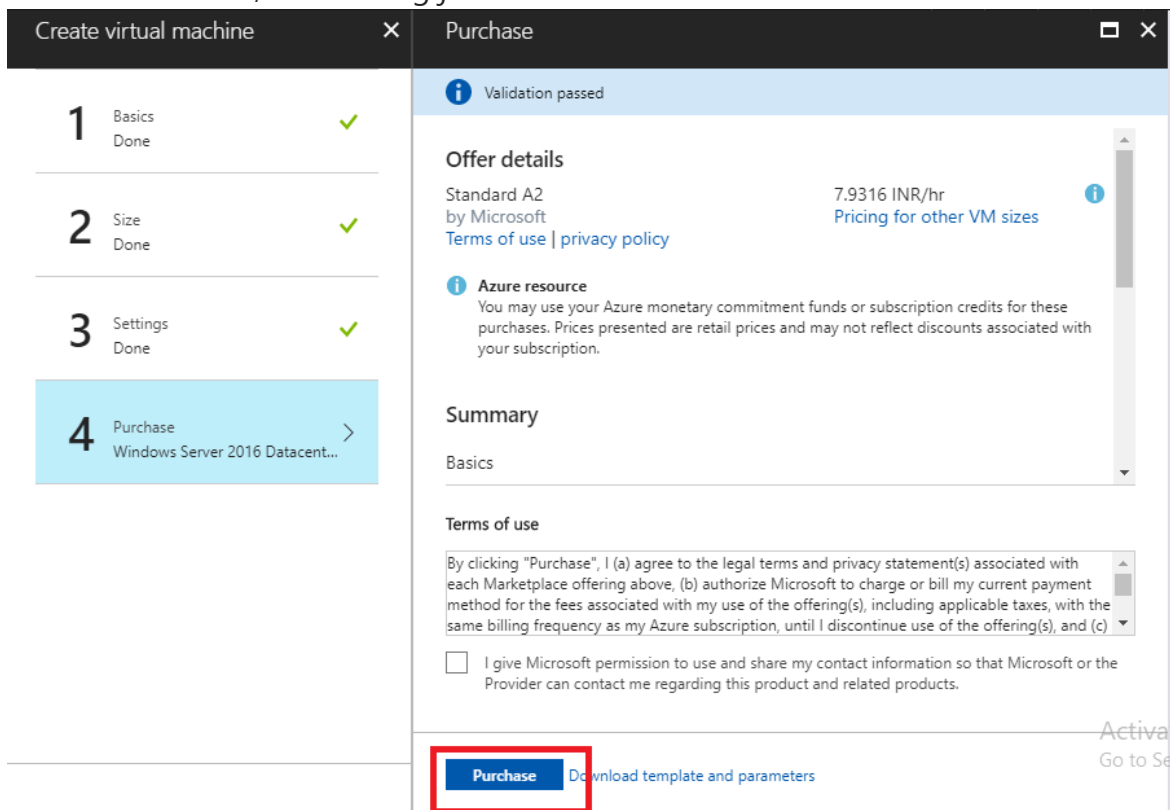 Create virtual machine
Purchase
Validation passed
1
Basics
Done
2
Size
Done
3
Settings
Done
4
Purchase
Windows Server 2016 Datacent...
Offer details
Standard A2
7.9316 INR/hr
by Microsoft
Pricing for other VM sizes
Terms of use | privacy policy
Azure resource
You may use your Azure monetary commitment funds or subscription credits for these
purchases. Prices presented are retail prices and may not reflect discounts associated with
your subscription.
Summary
Basics
Terms of use
By clicking "Purchase", I (a) agree to the legal terms and privacy statement(s) associated with
each Marketplace offering above, (b) authorize Microsoft to charge or bill my current payment
method for the fees associated with my use of the offering(s), including applicable taxes, with the
same billing frequency as my Azure subscription, until I discontinue use of the offering(s), and (c)
I give Microsoft permission to use and share my contact information so that Microsoft or the
Provider can contact me regarding this product and related products.
Purchase
Download template and parameters
Activa
Go to Se